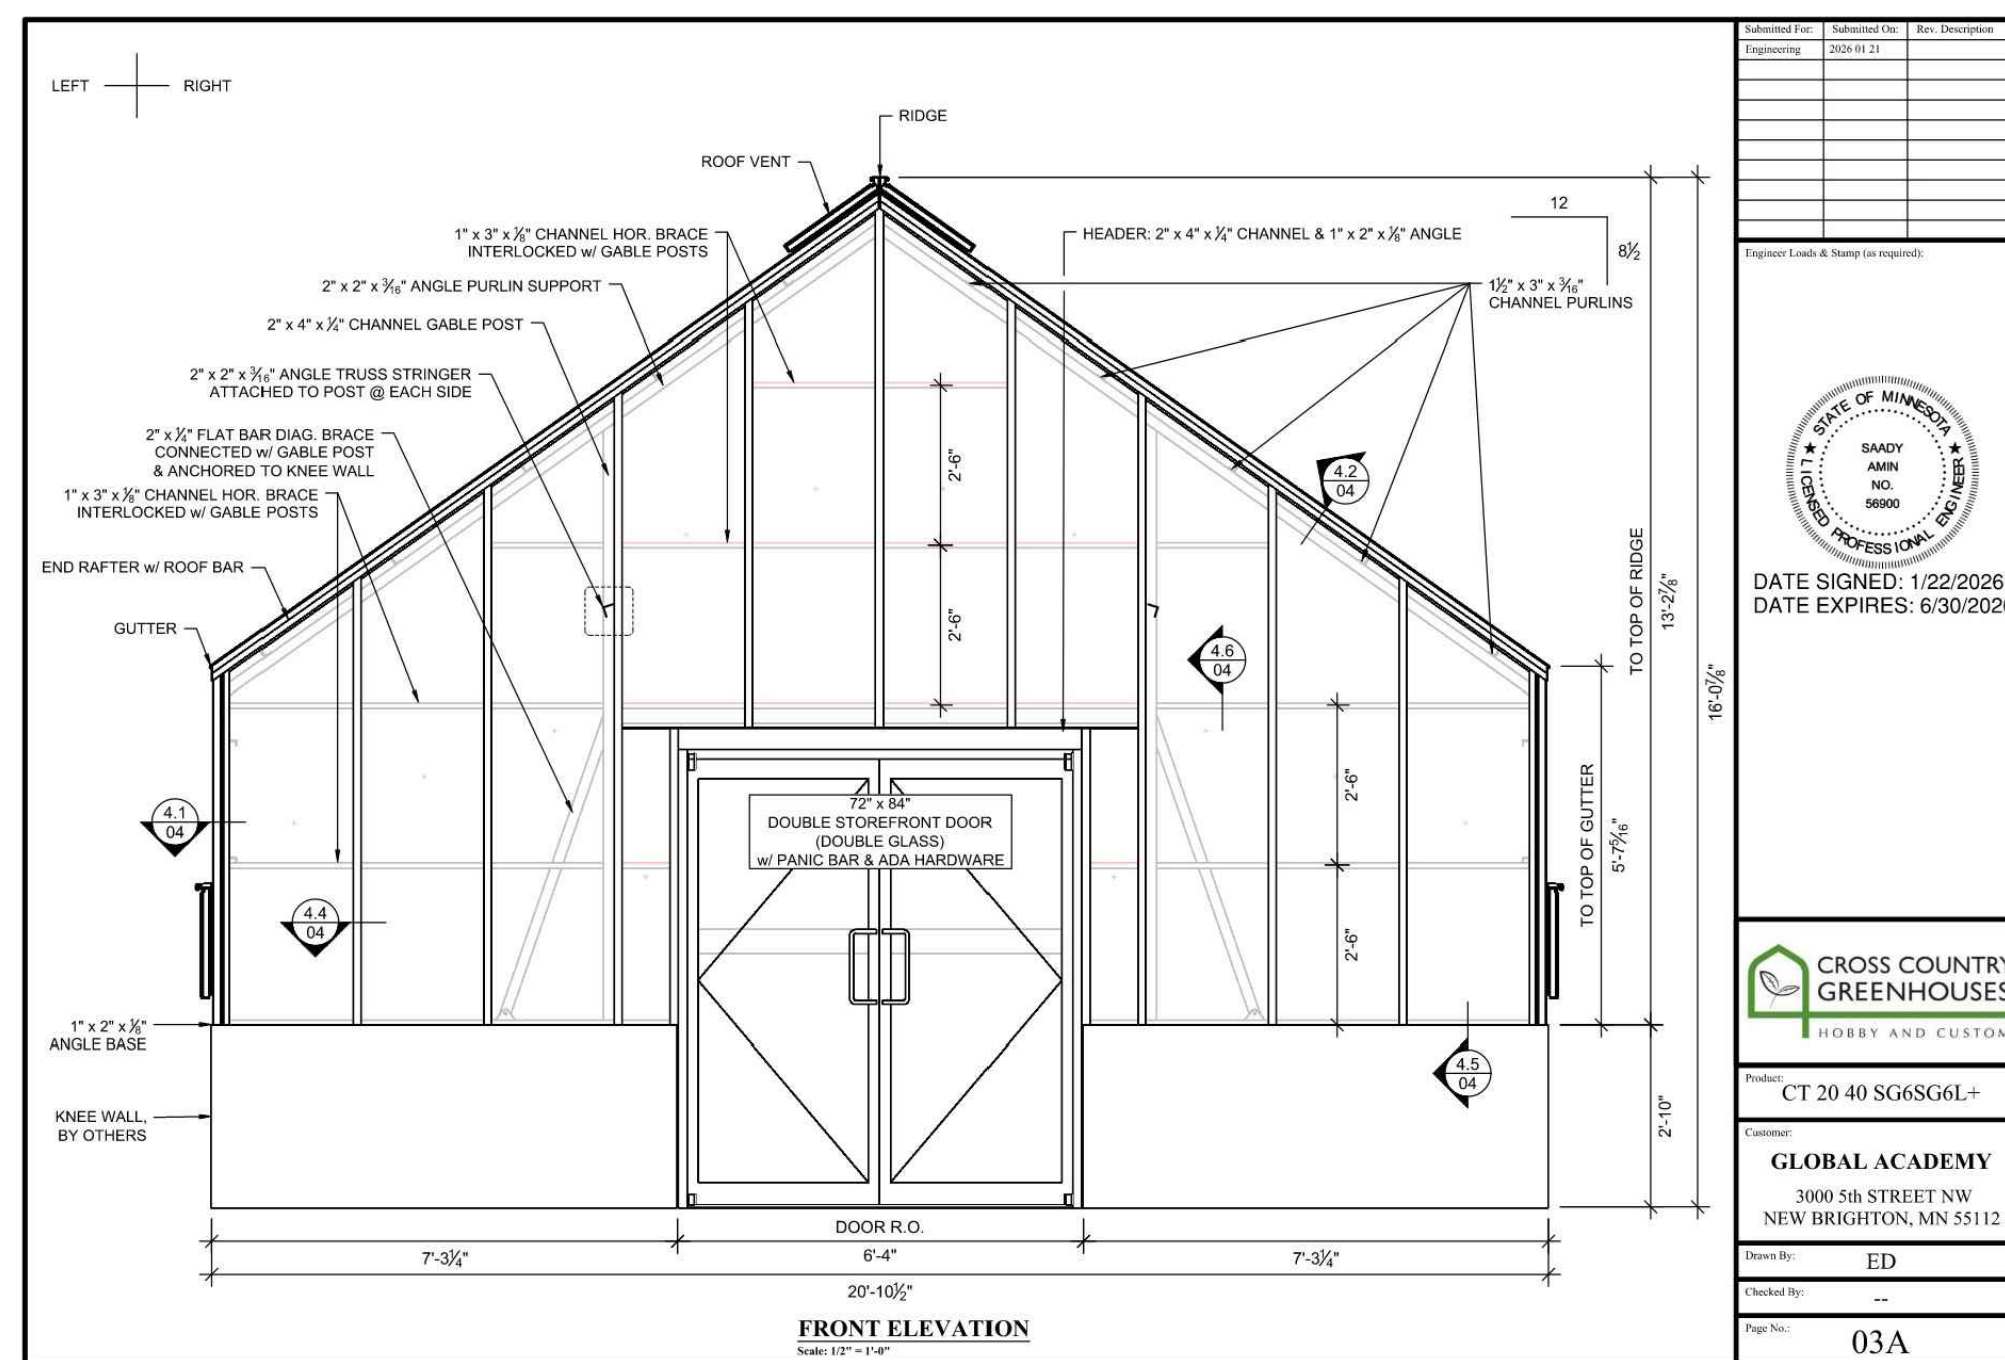 LEFT
RIGHT
RIDGE
ROOF VENT
1" x 3" x ⅛" CHANNEL HOR. BRACE
INTERLOCKED w/ GABLE POSTS
HEADER: 2" x 4" x ¼" CHANNEL & 1" x 2" x ⅛" ANGLE
12
8½
2" x 2" x 3⁄16" ANGLE PURLIN SUPPORT
1½" x 3" x 3⁄16"
CHANNEL PURLINS
2" x 4" x ¼" CHANNEL GABLE POST
2" x 2" x 3⁄16" ANGLE TRUSS STRINGER
ATTACHED TO POST @ EACH SIDE
2" x ¼" FLAT BAR DIAG. BRACE
CONNECTED w/ GABLE POST
& ANCHORED TO KNEE WALL
1" x 3" x ⅛" CHANNEL HOR. BRACE
INTERLOCKED w/ GABLE POSTS
END RAFTER w/ ROOF BAR
GUTTER
2'-6"
2'-6"
4.2
04
4.6
04
4.1
04
4.4
04
72" x 84"
DOUBLE STOREFRONT DOOR
(DOUBLE GLASS)
w/ PANIC BAR & ADA HARDWARE
2'-6"
2'-6"
TO TOP OF GUTTER
5'-7 5⁄16"
TO TOP OF RIDGE
13'-2⅞"
16'-0⅞"
2'-10"
4.5
04
1" x 2" x ⅛"
ANGLE BASE
KNEE WALL,
BY OTHERS
DOOR R.O.
7'-3¼"
6'-4"
7'-3¼"
20'-10½"
FRONT ELEVATION
Scale: 1/2" = 1'-0"
Submitted For: Submitted On: Rev. Description
Engineering 2026 01 21
Engineer Loads & Stamp (as required):
STATE OF MINNESOTA
SAADY
AMIN
NO.
56900
LICENSED PROFESSIONAL ENGINEER
DATE SIGNED: 1/22/2026
DATE EXPIRES: 6/30/202
CROSS COUNTRY
GREENHOUSES
HOBBY AND CUSTOM
Product:
CT 20 40 SG6SG6L+
Customer:
GLOBAL ACADEMY
3000 5th STREET NW
NEW BRIGHTON, MN 55112
Drawn By: ED
Checked By: --
Page No.: 03A